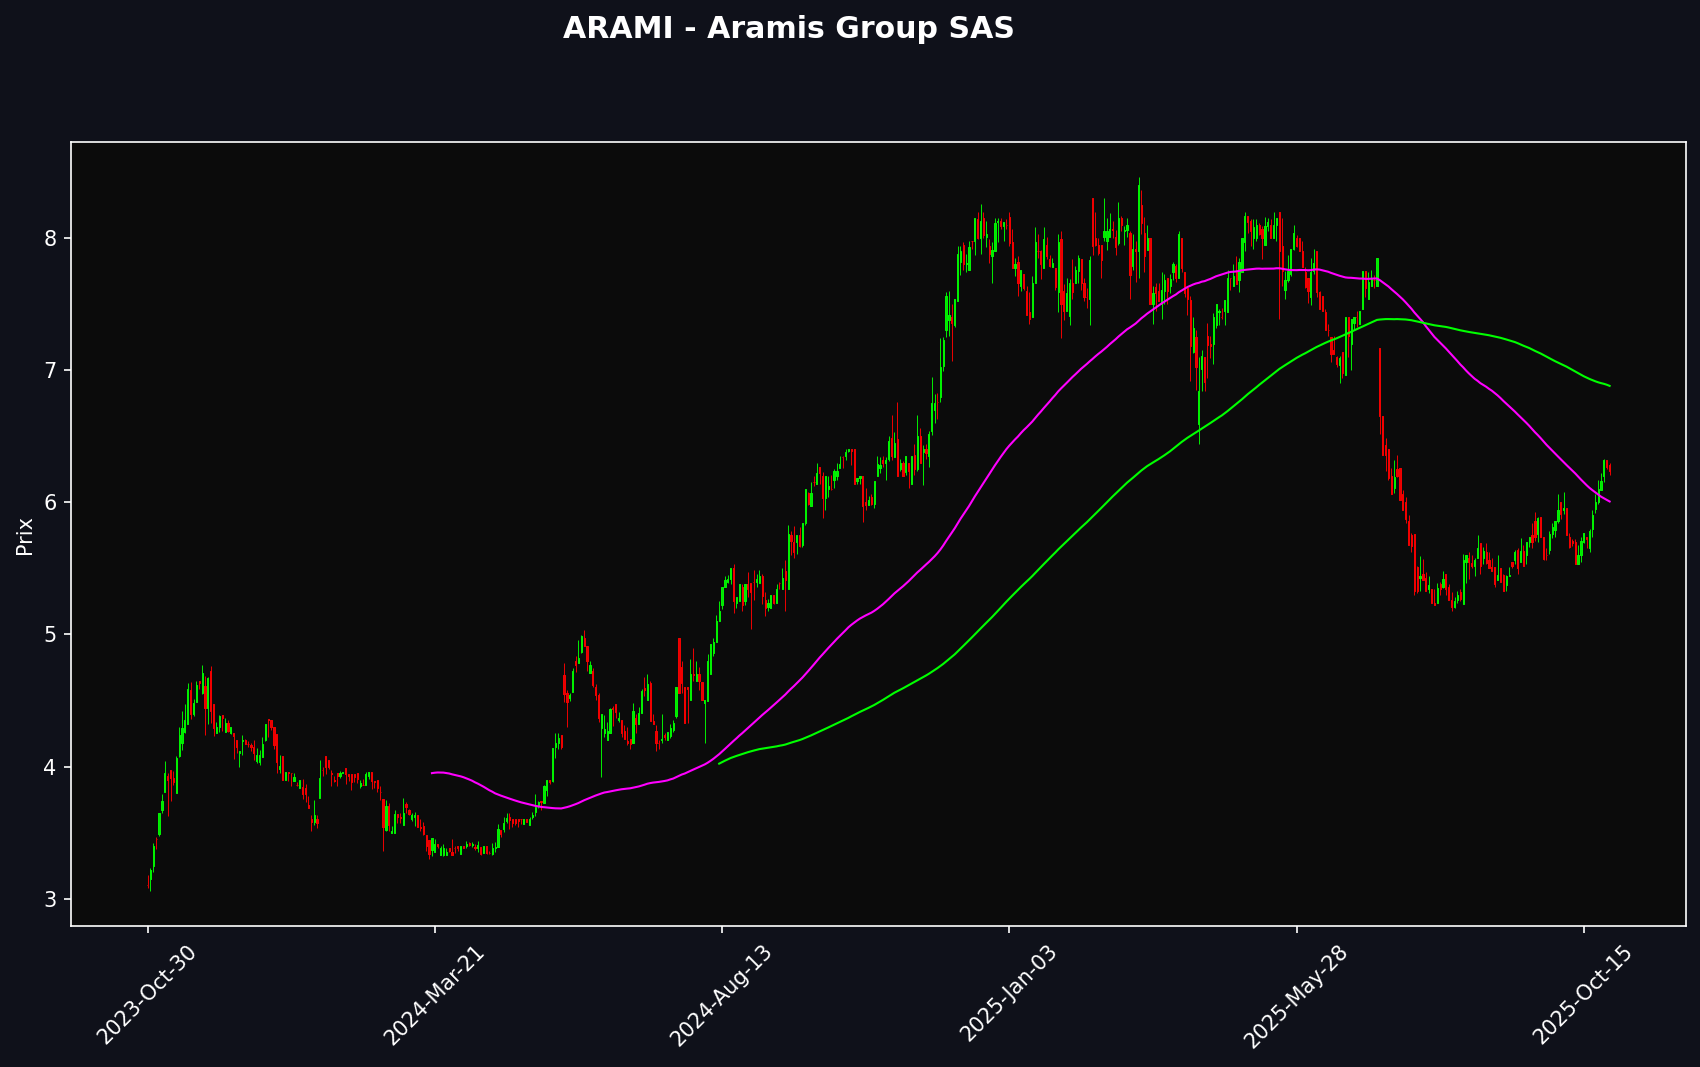 ARAMI - Aramis Group SAS
Prix
8
7
6
5
4
3
2023-Oct-30
2024-Mar-21
2024-Aug-13
2025-Jan-03
2025-May-28
2025-Oct-15